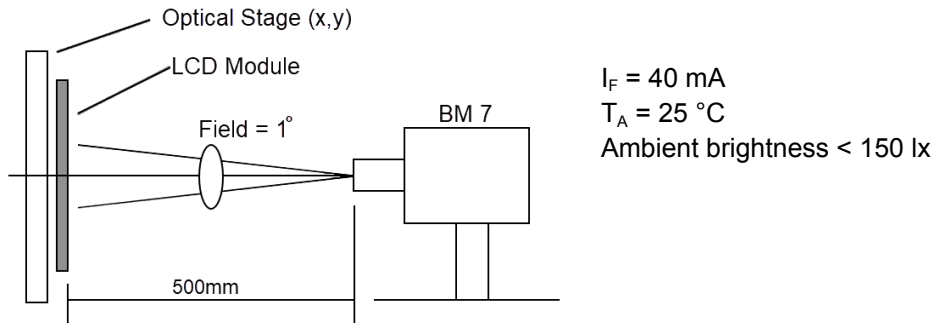 Optical Stage (x,y)
LCD Module
Field = 1°
BM 7
500mm
I_F = 40 mA
T_A = 25 °C
Ambient brightness < 150 lx